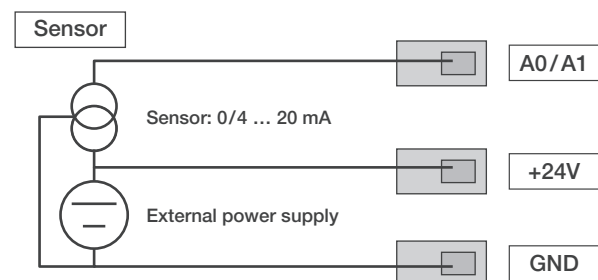 Sensor
A0/A1
Sensor: 0/4 … 20 mA
+24V
External power supply
GND